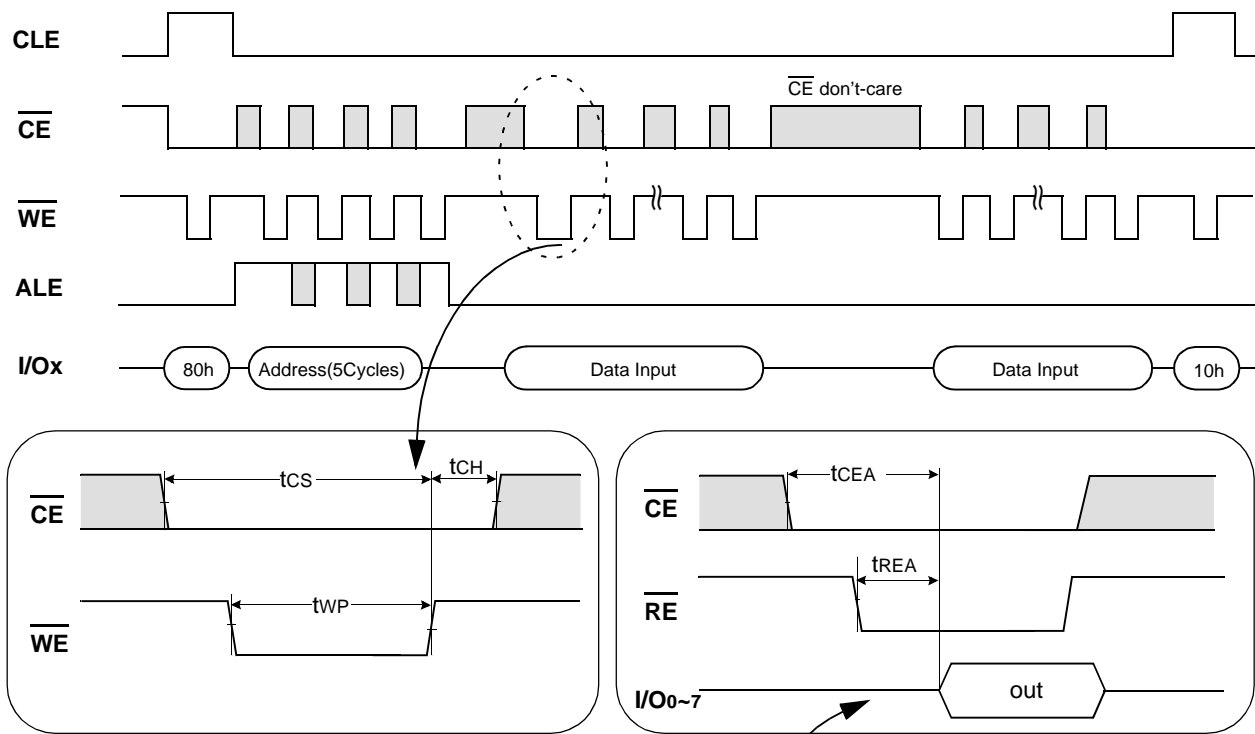 CLE
CE don't-care
CE
WE
ALE
I/Ox 80h Address(5Cycles) Data Input Data Input 10h
tCS tCH
CE
tWP
WE
tCEA
CE
tREA
RE
I/O0~7 out